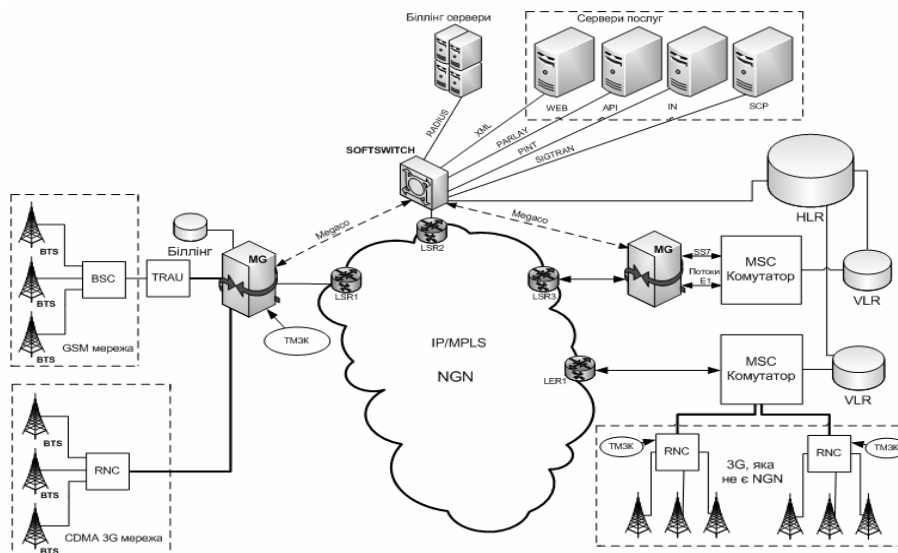 Біллінг сервери
Сервери послуг
WEB
API
IN
SCP
RADIUS
XML
PARLAY
PINT
SIGTRAN
SOFTSWITCH
HLR
Megaco
Megaco
LSR2
BTS
BTS
BTS
BSC
GSM мережа
TRAU
Біллінг
MG
ТМЗК
LSR1
LSR3
MG
SS7
Потоки
E1
MSC
Комутатор
VLR
IP/MPLS
NGN
LER1
MSC
Комутатор
VLR
BTS
BTS
BTS
RNC
CDMA 3G мережа
ТМЗК
RNC
3G, яка
не є NGN
RNC
ТМЗК